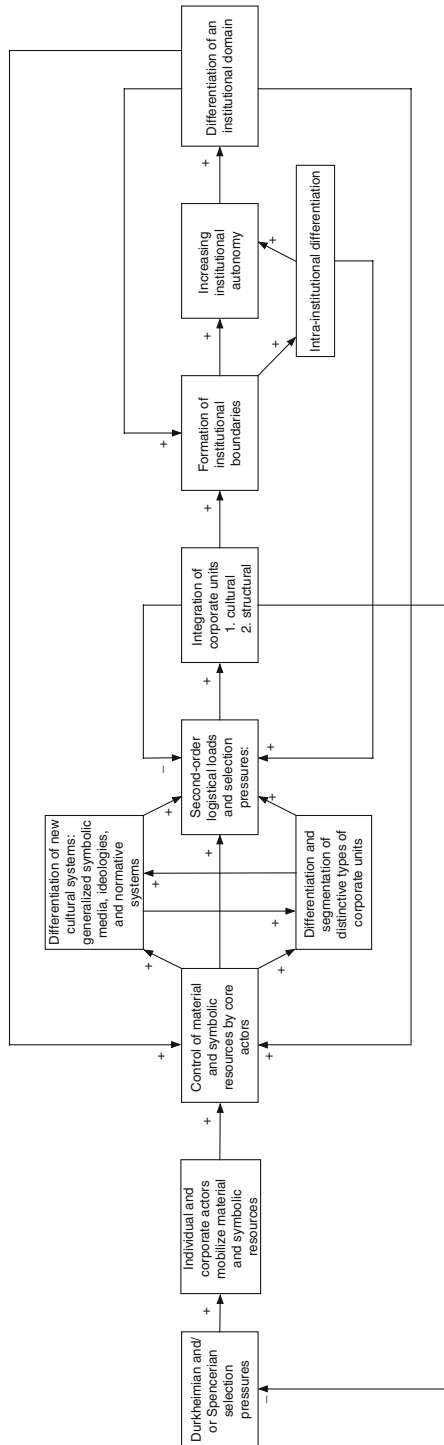 Durkheimian and/
or Spencerian
selection
pressures
+
Individual and
corporate actors
mobilize material
and symbolic
resources
+
Control of material
and symbolic
resources by core
actors
+
+
+
+
+
Differentiation of new
cultural systems:
generalized symbolic
media, ideologies,
and normative
systems
+
+
Differentiation and
segmentation of
distinctive types of
corporate units
+
+
Second-order
logistical loads
and selection
pressures:
–
+
+
Integration of
corporate units
1. cultural
2. structural
+
Formation of
institutional
boundaries
+
+
+
Increasing
institutional
autonomy
+
Intra-institutional differentiation
+
Differentiation of an
institutional domain
–